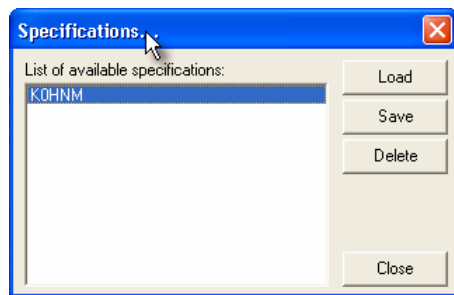 Specifications...
List of available specifications:
K0HNM
Load
Save
Delete
Close